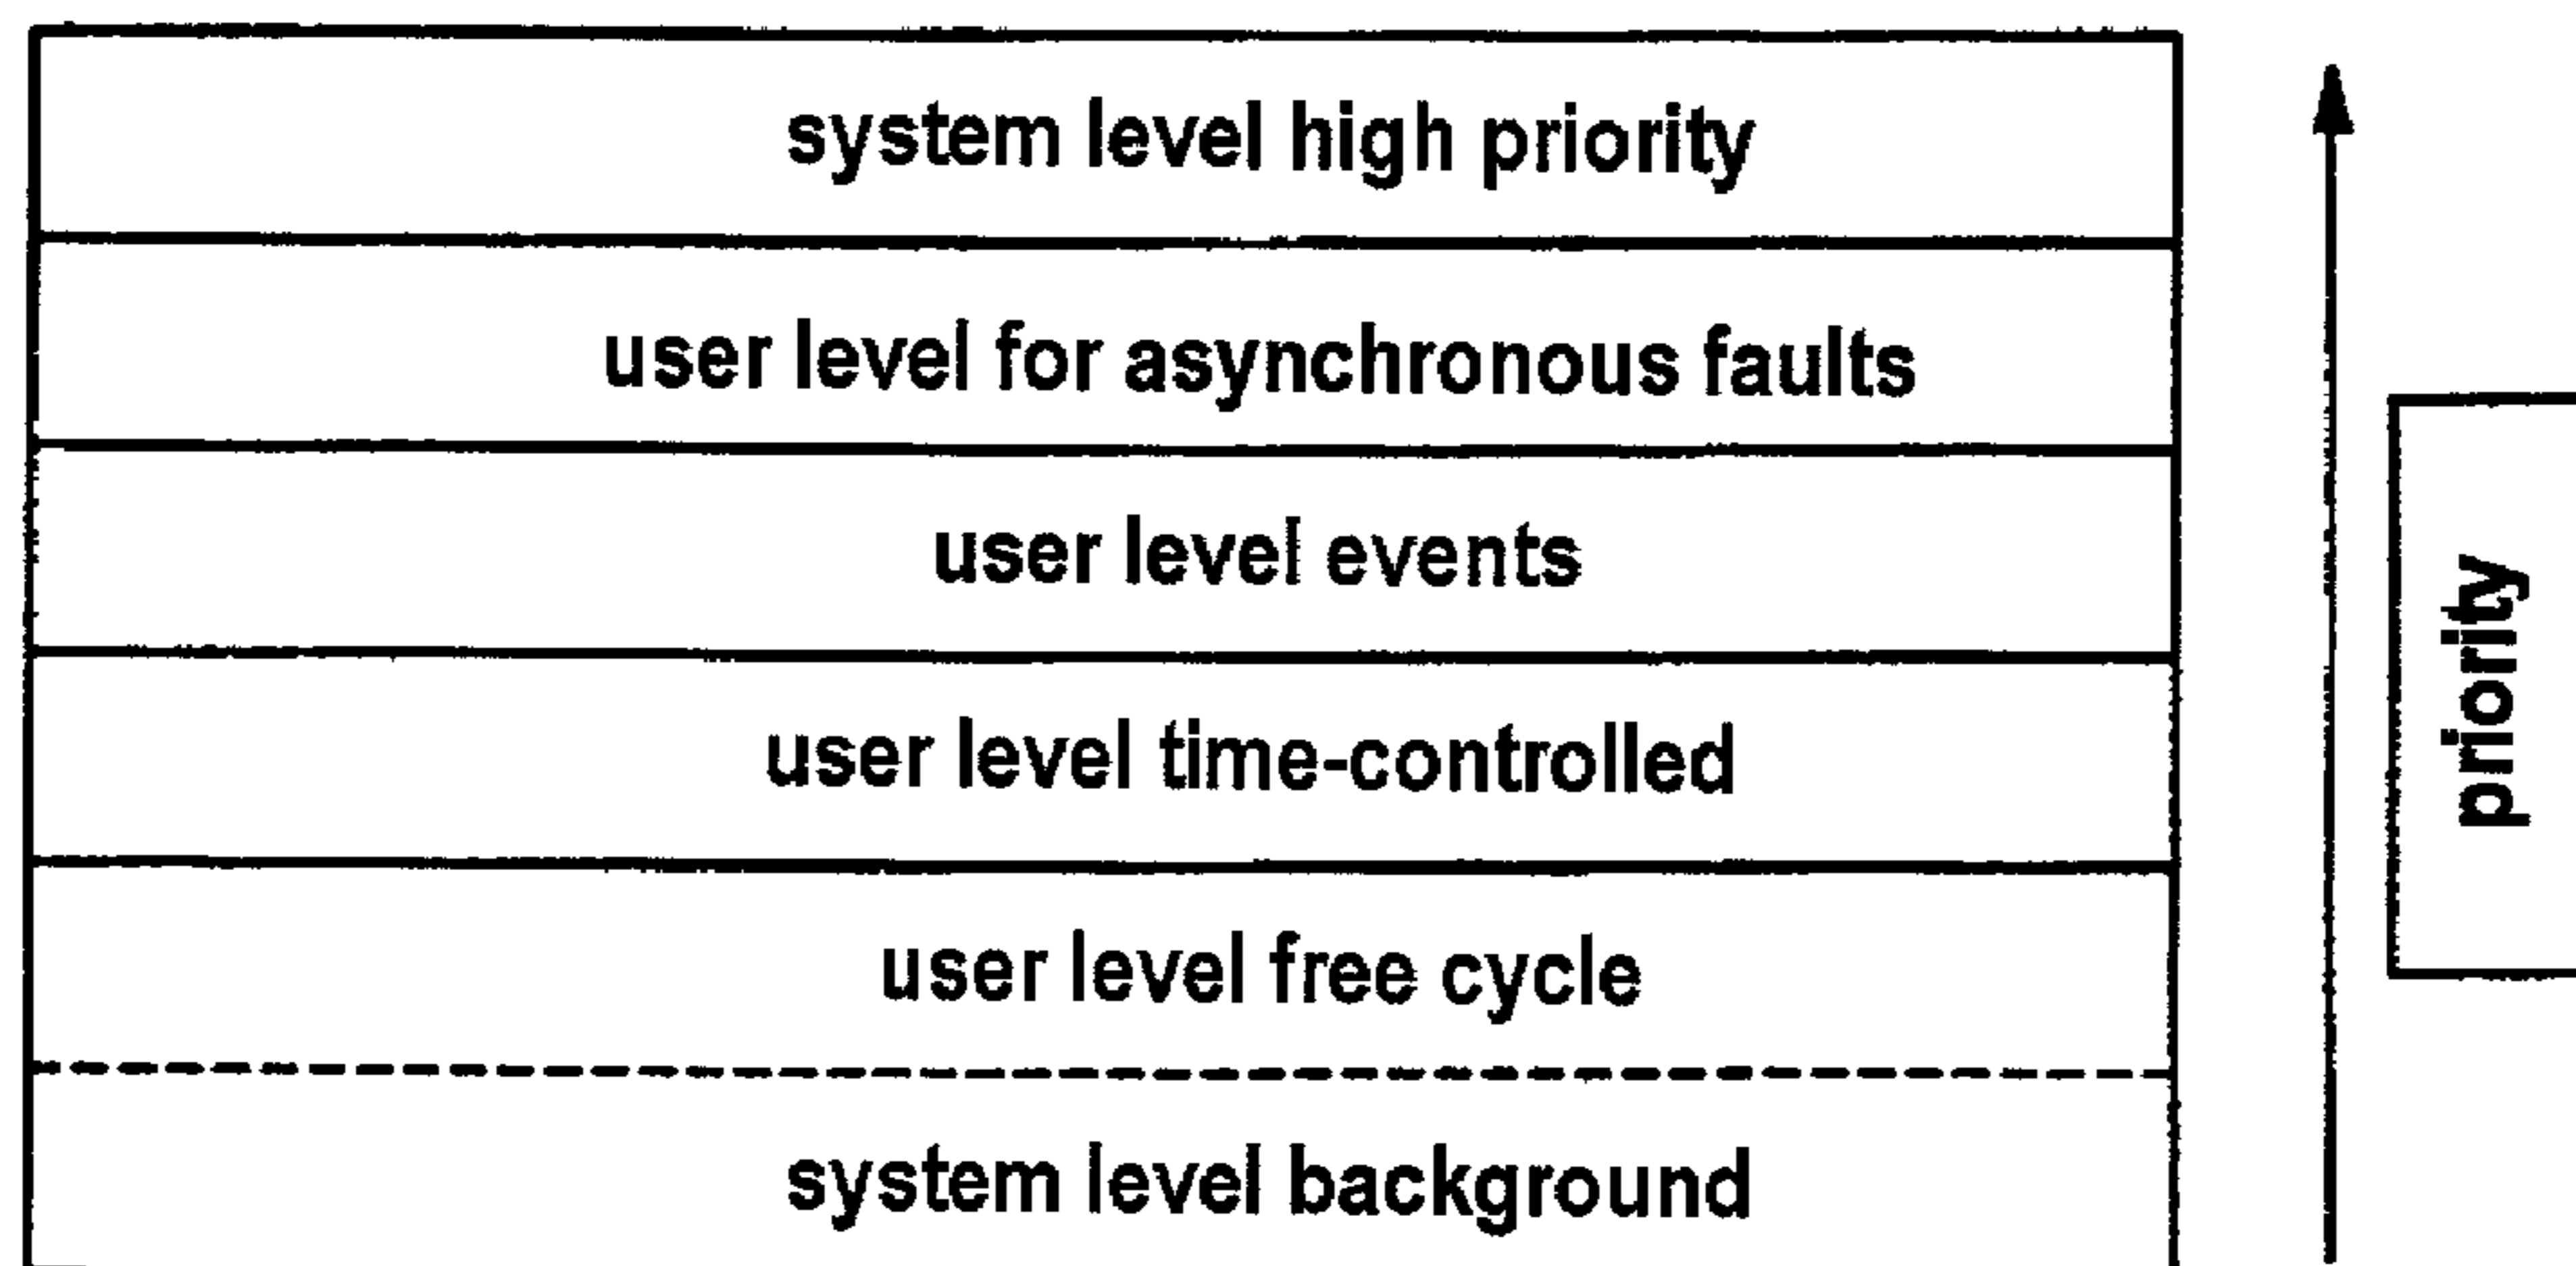 system level high priority
user level for asynchronous faults
user level events
user level time-controlled
user level free cycle
system level background
priority